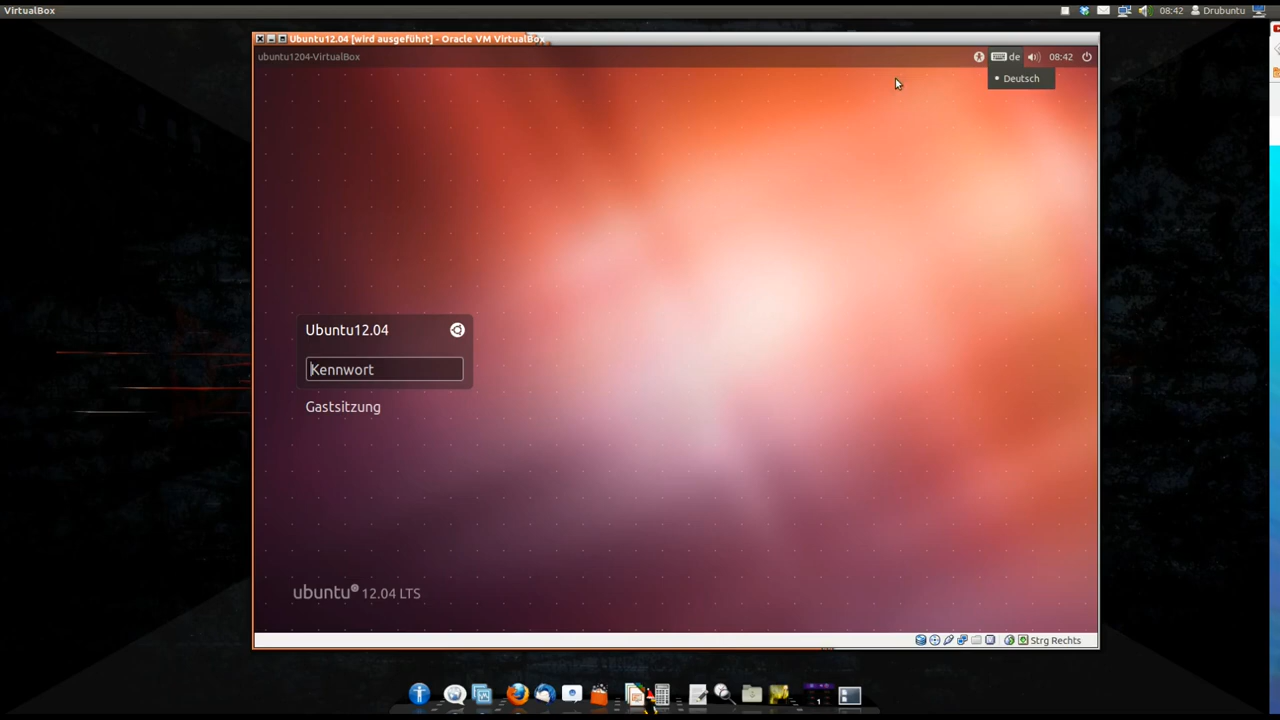 VirtualBox
08:42
Drubuntu
Ubuntu12.04 [wird ausgeführt] - Oracle VM VirtualBox
ubuntu1204-VirtualBox
de
08:42
Deutsch
Ubuntu12.04
Kennwort
Gastsitzung
ubuntu® 12.04 LTS
Strg Rechts
1